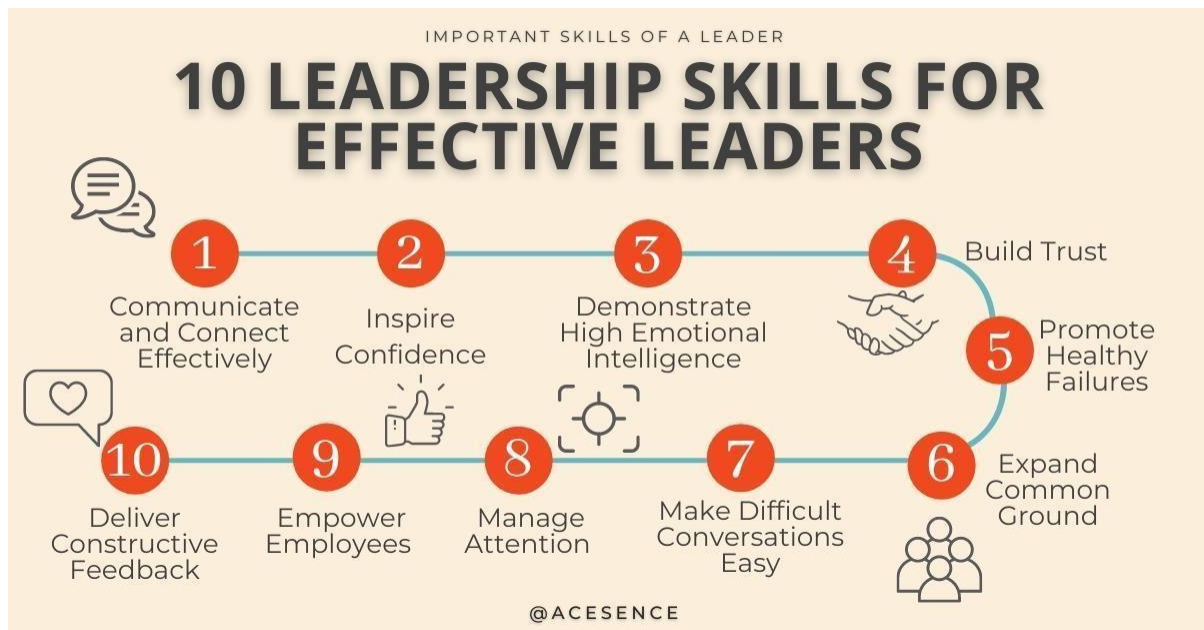 IMPORTANT SKILLS OF A LEADER
10 LEADERSHIP SKILLS FOR
EFFECTIVE LEADERS
1
Communicate
and Connect
Effectively
2
Inspire
Confidence
3
Demonstrate
High Emotional
Intelligence
4
Build Trust
5
Promote
Healthy
Failures
6
Expand
Common
Ground
7
Make Difficult
Conversations
Easy
8
Manage
Attention
9
Empower
Employees
10
Deliver
Constructive
Feedback
@ACESENCE